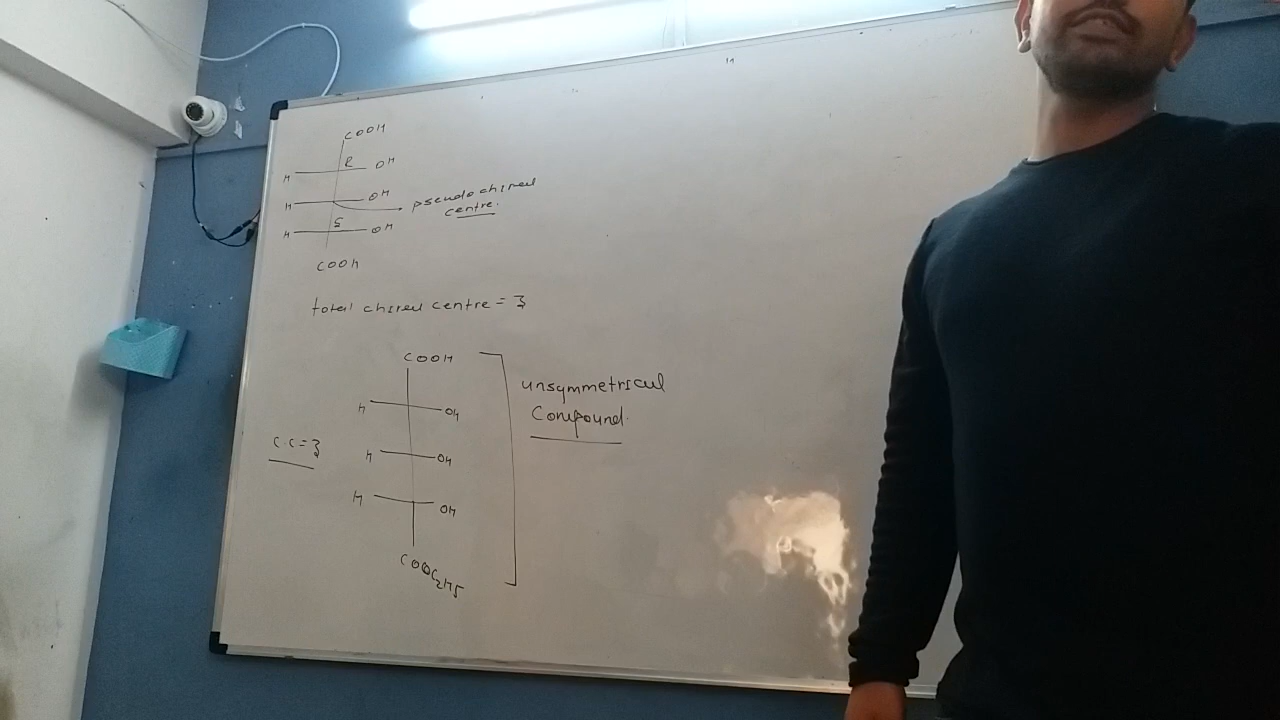 COOH
R
H OH
H OH
pseudo chiral
centre.
S
H OH
COOH
total chiral centre = 3
COOH
H OH
unsymmetrical
Compound.
C.C = 3
H OH
H OH
COOC2H5